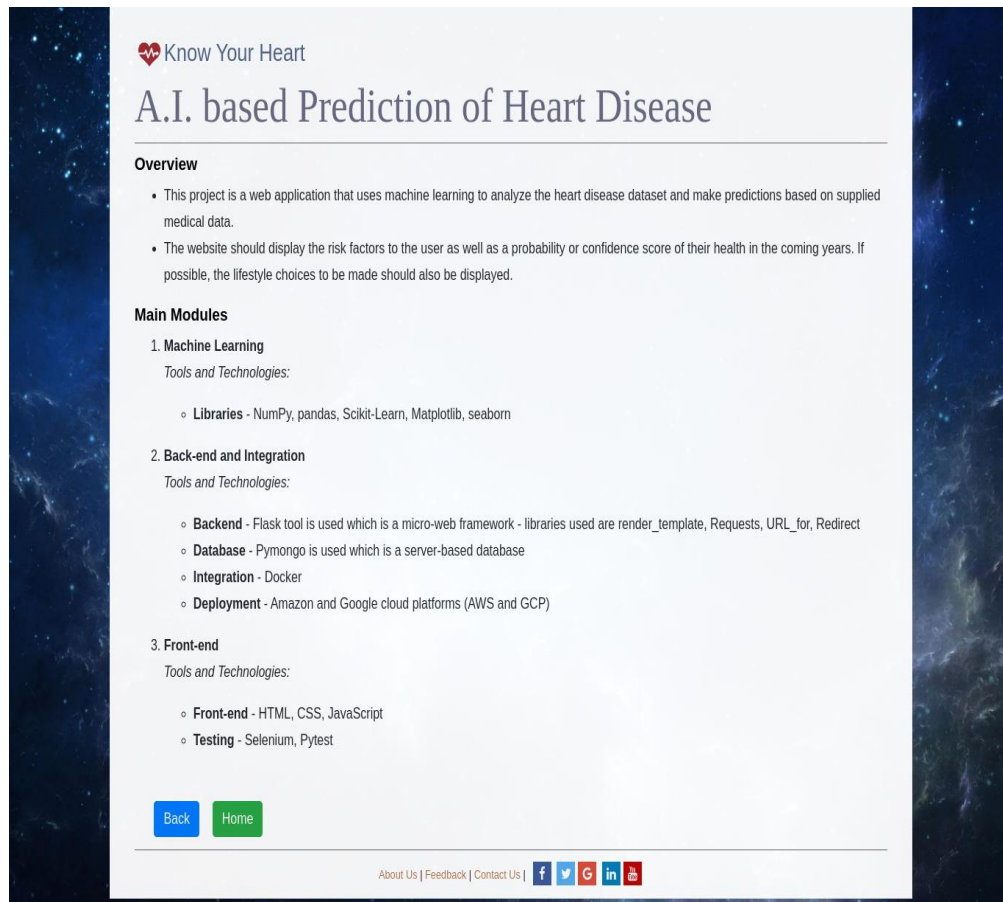 Know Your Heart
A.I. based Prediction of Heart Disease
Overview
• This project is a web application that uses machine learning to analyze the heart disease dataset and make predictions based on supplied
medical data.
• The website should display the risk factors to the user as well as a probability or confidence score of their health in the coming years. If
possible, the lifestyle choices to be made should also be displayed.
Main Modules
1. Machine Learning
Tools and Technologies:
◦ Libraries - NumPy, pandas, Scikit-Learn, Matplotlib, seaborn
2. Back-end and Integration
Tools and Technologies:
◦ Backend - Flask tool is used which is a micro-web framework - libraries used are render_template, Requests, URL_for, Redirect
◦ Database - Pymongo is used which is a server-based database
◦ Integration - Docker
◦ Deployment - Amazon and Google cloud platforms (AWS and GCP)
3. Front-end
Tools and Technologies:
◦ Front-end - HTML, CSS, JavaScript
◦ Testing - Selenium, Pytest
Back Home
About Us | Feedback | Contact Us | f G in You Tube